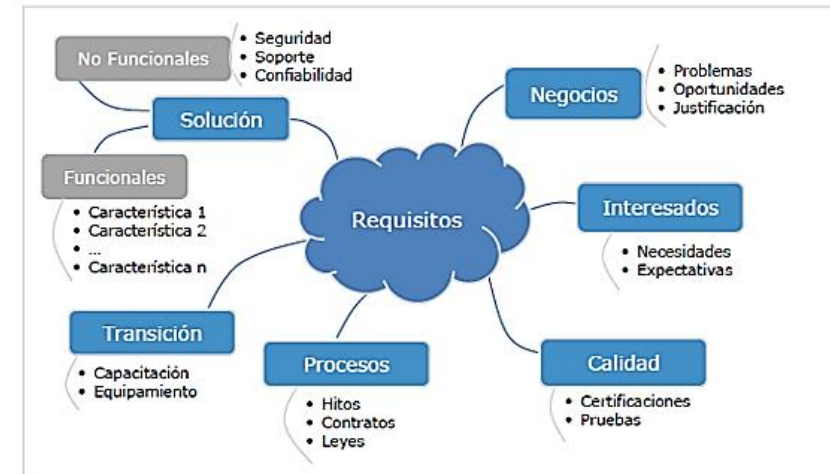 No Funcionales
• Seguridad
• Soporte
• Confiabilidad
Solución
Funcionales
• Característica 1
• Característica 2
• ...
• Característica n
Negocios
• Problemas
• Oportunidades
• Justificación
Requisitos
Interesados
• Necesidades
• Expectativas
Transición
• Capacitación
• Equipamiento
Procesos
• Hitos
• Contratos
• Leyes
Calidad
• Certificaciones
• Pruebas